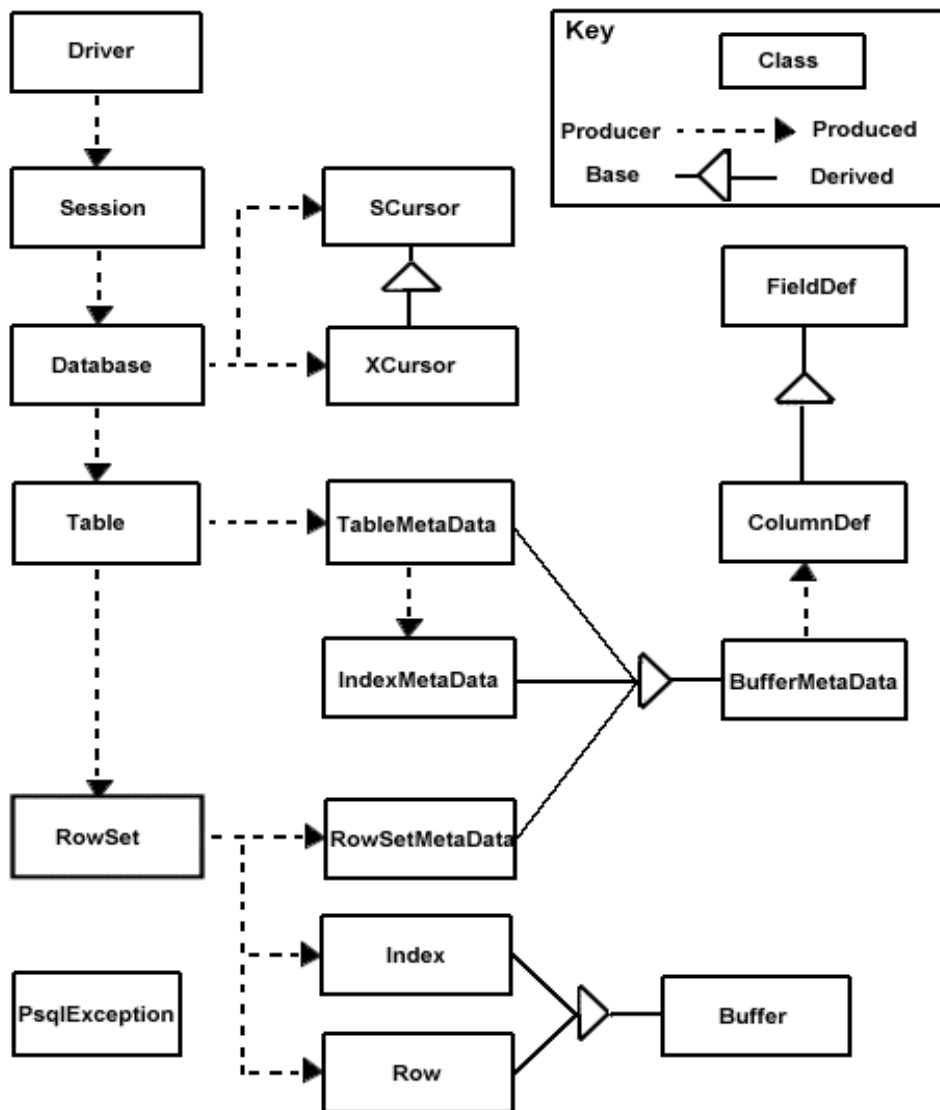 Driver
Key
Class
Producer
Produced
Base
Derived
Session
SCursor
FieldDef
Database
XCursor
Table
TableMetaData
ColumnDef
IndexMetaData
BufferMetaData
RowSet
RowSetMetaData
Index
PsqlException
Buffer
Row